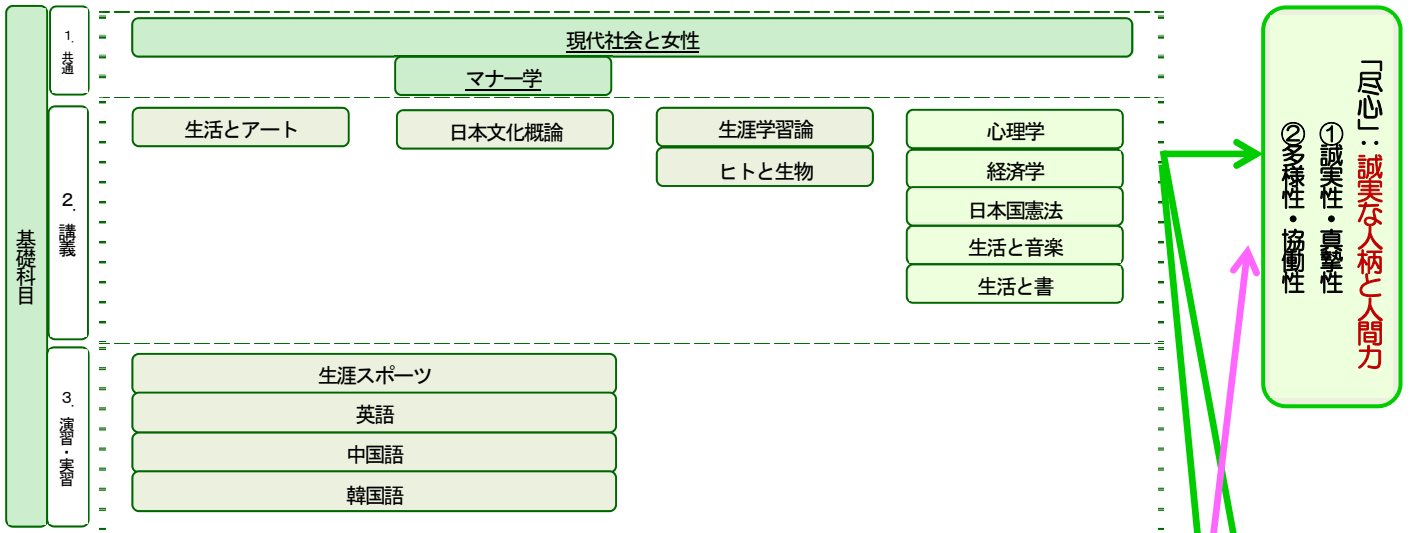 基礎科目
1.共通
現代社会と女性
マナー学
2.講義
生活とアート
日本文化概論
生涯学習論
ヒトと生物
心理学
経済学
日本国憲法
生活と音楽
生活と書
3.演習・実習
生涯スポーツ
英語
中国語
韓国語
「尽心」:誠実な人柄と人間力
①誠実性・真摯性
②多様性・協働性